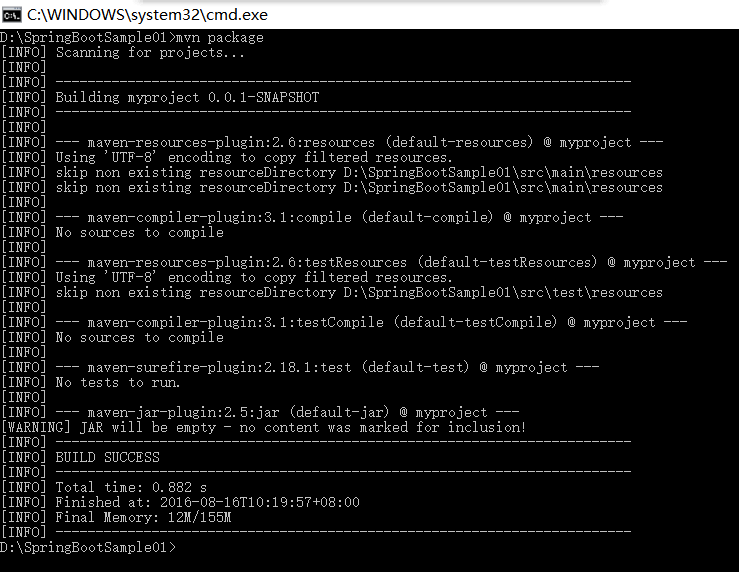 C:\WINDOWS\system32\cmd.exe
D:\SpringBootSample01>mvn package
[INFO] Scanning for projects...
[INFO]
[INFO] ------------------------------------------------------------------------
[INFO] Building myproject 0.0.1-SNAPSHOT
[INFO] ------------------------------------------------------------------------
[INFO]
[INFO] --- maven-resources-plugin:2.6:resources (default-resources) @ myproject ---
[INFO] Using 'UTF-8' encoding to copy filtered resources.
[INFO] skip non existing resourceDirectory D:\SpringBootSample01\src\main\resources
[INFO] skip non existing resourceDirectory D:\SpringBootSample01\src\main\resources
[INFO]
[INFO] --- maven-compiler-plugin:3.1:compile (default-compile) @ myproject ---
[INFO] No sources to compile
[INFO]
[INFO] --- maven-resources-plugin:2.6:testResources (default-testResources) @ myproject ---
[INFO] Using 'UTF-8' encoding to copy filtered resources.
[INFO] skip non existing resourceDirectory D:\SpringBootSample01\src\test\resources
[INFO]
[INFO] --- maven-compiler-plugin:3.1:testCompile (default-testCompile) @ myproject ---
[INFO] No sources to compile
[INFO]
[INFO] --- maven-surefire-plugin:2.18.1:test (default-test) @ myproject ---
[INFO] No tests to run.
[INFO]
[INFO] --- maven-jar-plugin:2.5:jar (default-jar) @ myproject ---
[WARNING] JAR will be empty - no content was marked for inclusion!
[INFO] ------------------------------------------------------------------------
[INFO] BUILD SUCCESS
[INFO] ------------------------------------------------------------------------
[INFO] Total time: 0.882 s
[INFO] Finished at: 2016-08-16T10:19:57+08:00
[INFO] Final Memory: 12M/155M
[INFO] ------------------------------------------------------------------------
D:\SpringBootSample01>